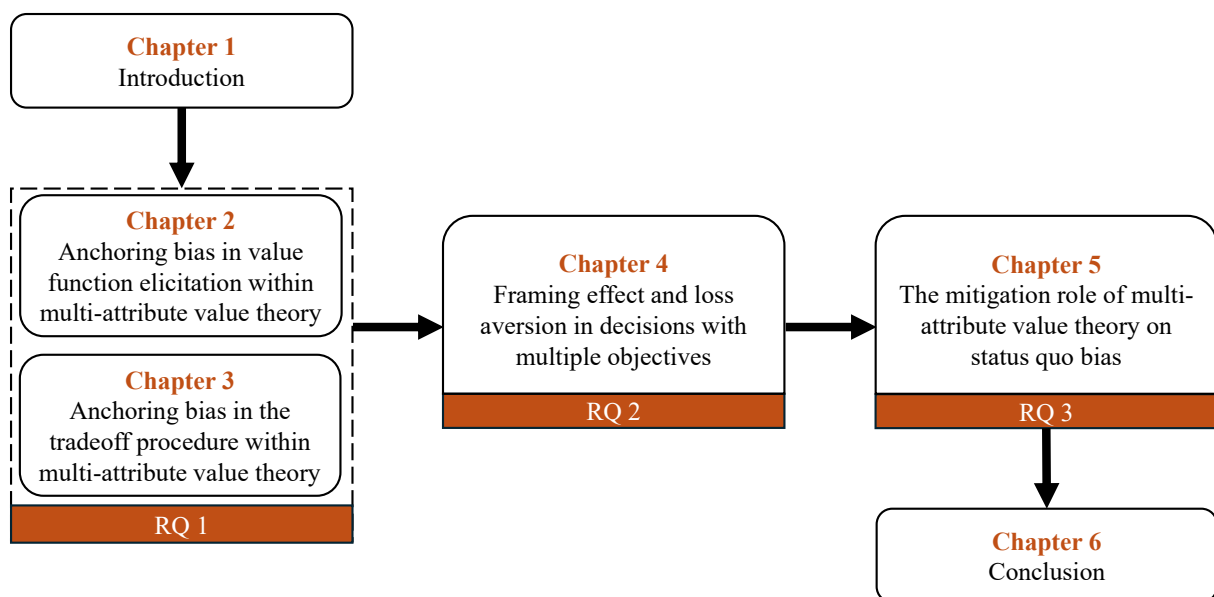 Chapter 1
Introduction
Chapter 2
Anchoring bias in value
function elicitation within
multi-attribute value theory
Chapter 3
Anchoring bias in the
tradeoff procedure within
multi-attribute value theory
RQ 1
Chapter 4
Framing effect and loss
aversion in decisions with
multiple objectives
RQ 2
Chapter 5
The mitigation role of multi-
attribute value theory on
status quo bias
RQ 3
Chapter 6
Conclusion